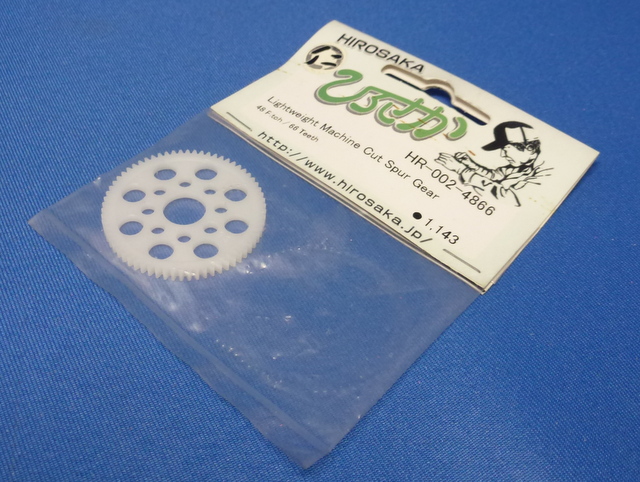 HIROSAKA
ひろさか
Lightweight Machine Cut Spur Gear
48 Pitch / 66 Teeth
HR-002-4866
●1,143
http://www.hirosaka.jp/